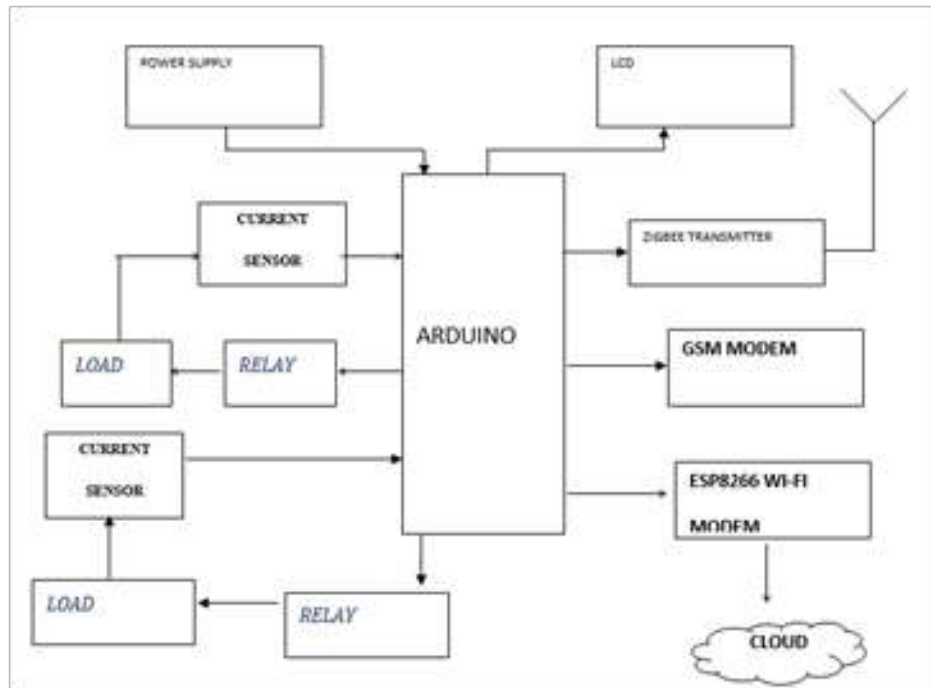 POWER SUPPLY
LCD
CURRENT
SENSOR
ZIGBEE TRANSMITTER
ARDUINO
LOAD
RELAY
GSM MODEM
CURRENT
SENSOR
ESP8266 WI-FI
MODEM
LOAD
RELAY
CLOUD